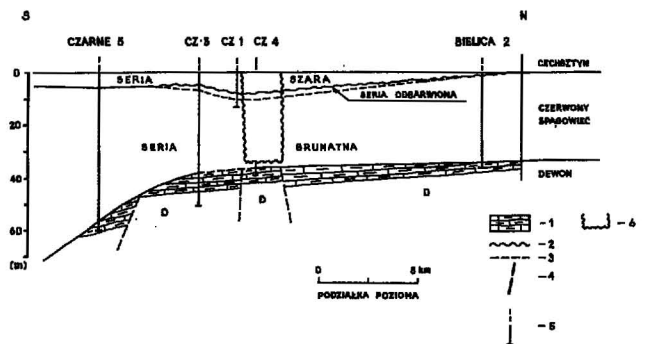 S N
CZARNE 5 CZ·3 CZ 1 CZ 4 BIELICA 2
CECHSZTYN
0
SERIA SZARA
SERIA ODBARWIONA
CZERWONY
SPĄGOWIEC
20
SERIA BRUNATNA
DEWON
40
D D D
60
(m)
0 5 km
PODZIAŁKA POZIOMA
-1 -6
-2
-3
-4
-5